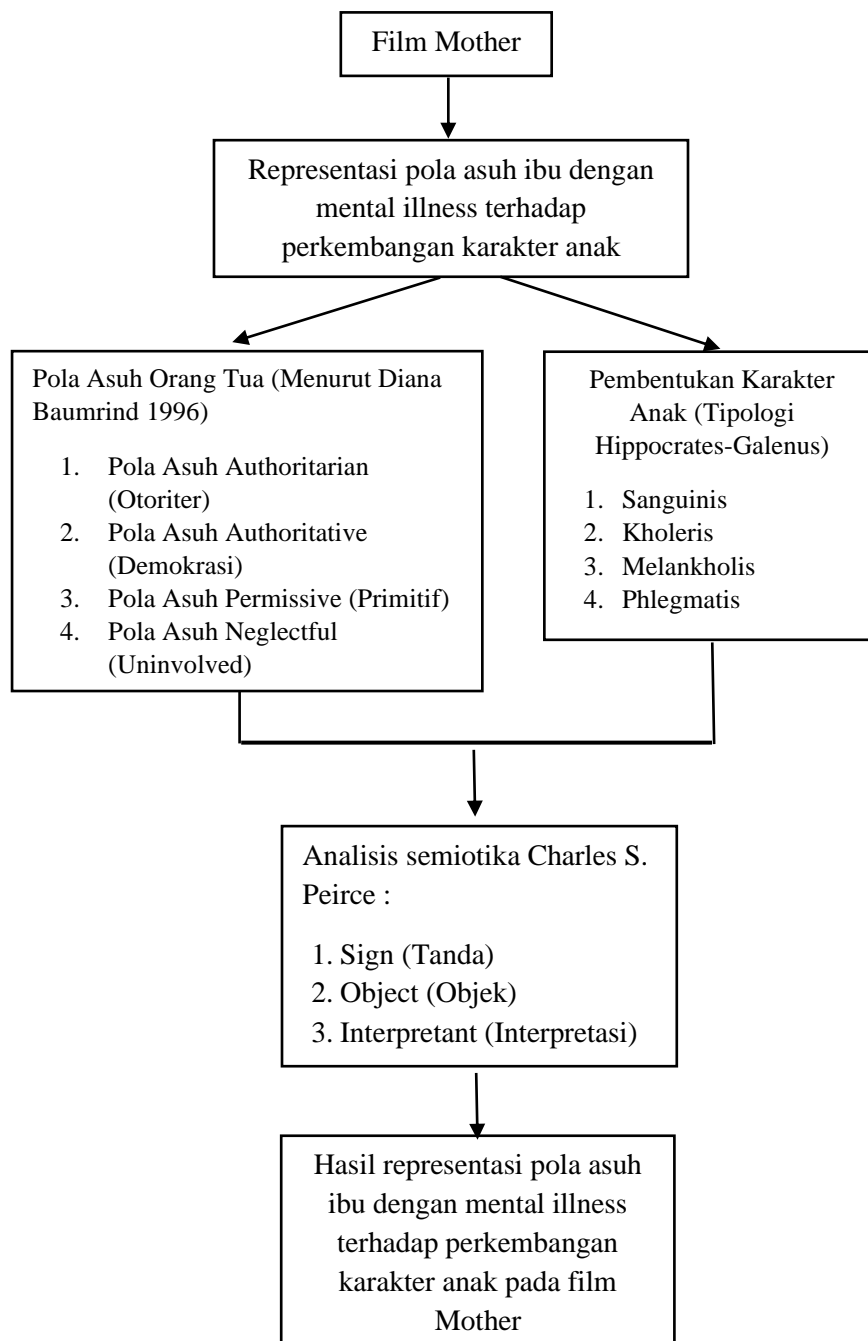 Film Mother
Representasi pola asuh ibu dengan
mental illness terhadap
perkembangan karakter anak
Pola Asuh Orang Tua (Menurut Diana
Baumrind 1996)
1. Pola Asuh Authoritarian
(Otoriter)
2. Pola Asuh Authoritative
(Demokrasi)
3. Pola Asuh Permissive (Primitif)
4. Pola Asuh Neglectful
(Uninvolved)
Pembentukan Karakter
Anak (Tipologi
Hippocrates-Galenus)
1. Sanguinis
2. Kholeris
3. Melankholis
4. Phlegmatis
Analisis semiotika Charles S.
Peirce :
1. Sign (Tanda)
2. Object (Objek)
3. Interpretant (Interpretasi)
Hasil representasi pola asuh
ibu dengan mental illness
terhadap perkembangan
karakter anak pada film
Mother